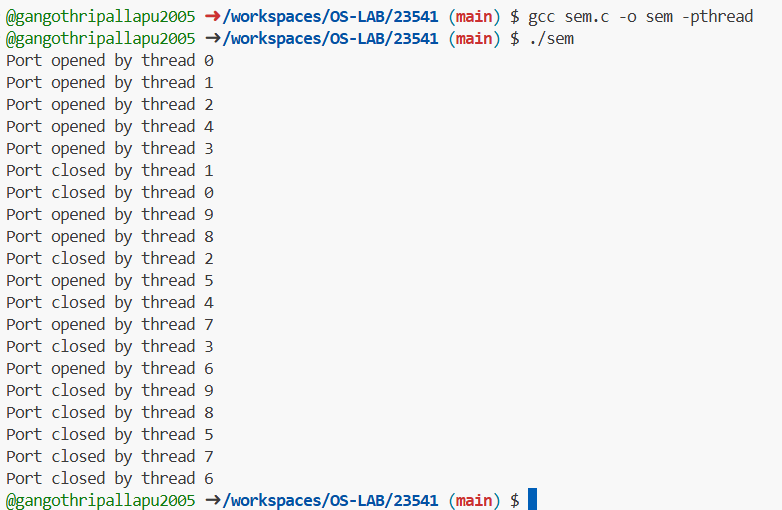 @gangothripallapu2005 ➜/workspaces/OS-LAB/23541 (main) $ gcc sem.c -o sem -pthread
@gangothripallapu2005 ➜/workspaces/OS-LAB/23541 (main) $ ./sem
Port opened by thread 0
Port opened by thread 1
Port opened by thread 2
Port opened by thread 4
Port opened by thread 3
Port closed by thread 1
Port closed by thread 0
Port opened by thread 9
Port opened by thread 8
Port closed by thread 2
Port opened by thread 5
Port closed by thread 4
Port opened by thread 7
Port closed by thread 3
Port opened by thread 6
Port closed by thread 9
Port closed by thread 8
Port closed by thread 5
Port closed by thread 7
Port closed by thread 6
@gangothripallapu2005 ➜/workspaces/OS-LAB/23541 (main) $